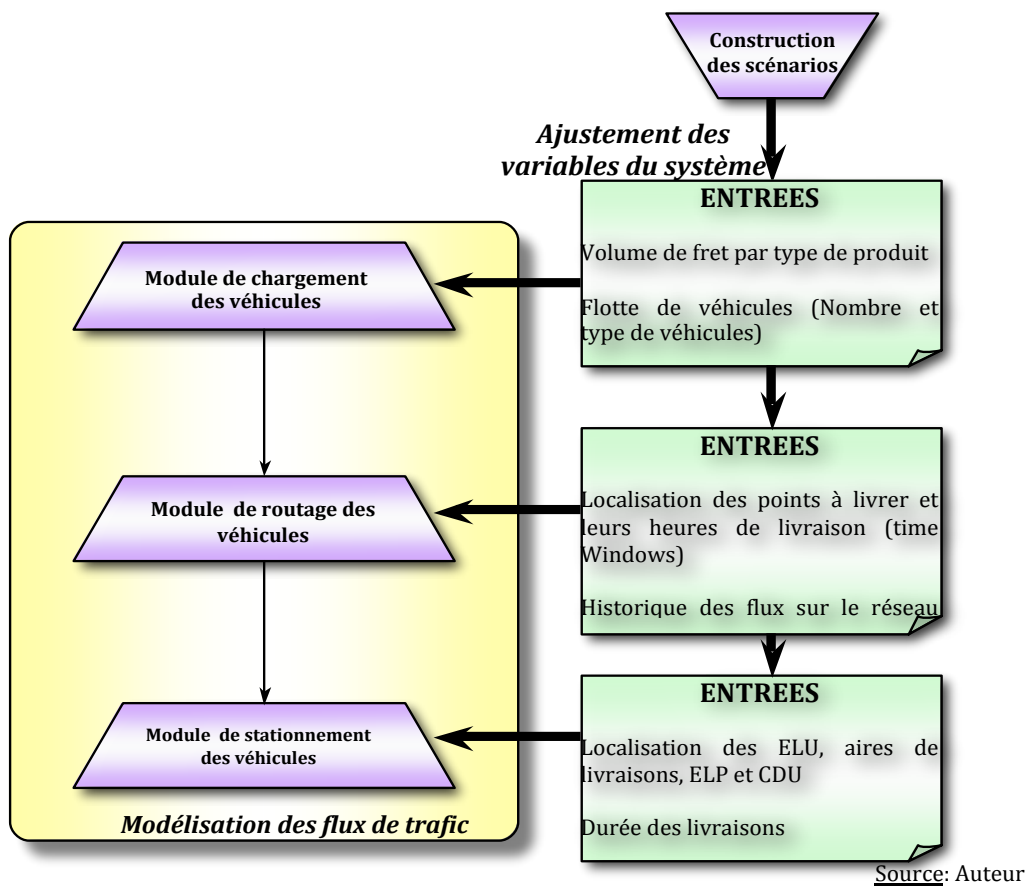 Construction
des scénarios
Ajustement des
variables du système
ENTREES
Volume de fret par type de produit
Flotte de véhicules (Nombre et
type de véhicules)
Module de chargement
des véhicules
ENTREES
Localisation des points à livrer et
leurs heures de livraison (time
Windows)
Historique des flux sur le réseau
Module de routage des
véhicules
ENTREES
Localisation des ELU, aires de
livraisons, ELP et CDU
Durée des livraisons
Module de stationnement
des véhicules
Modélisation des flux de trafic
Source: Auteur